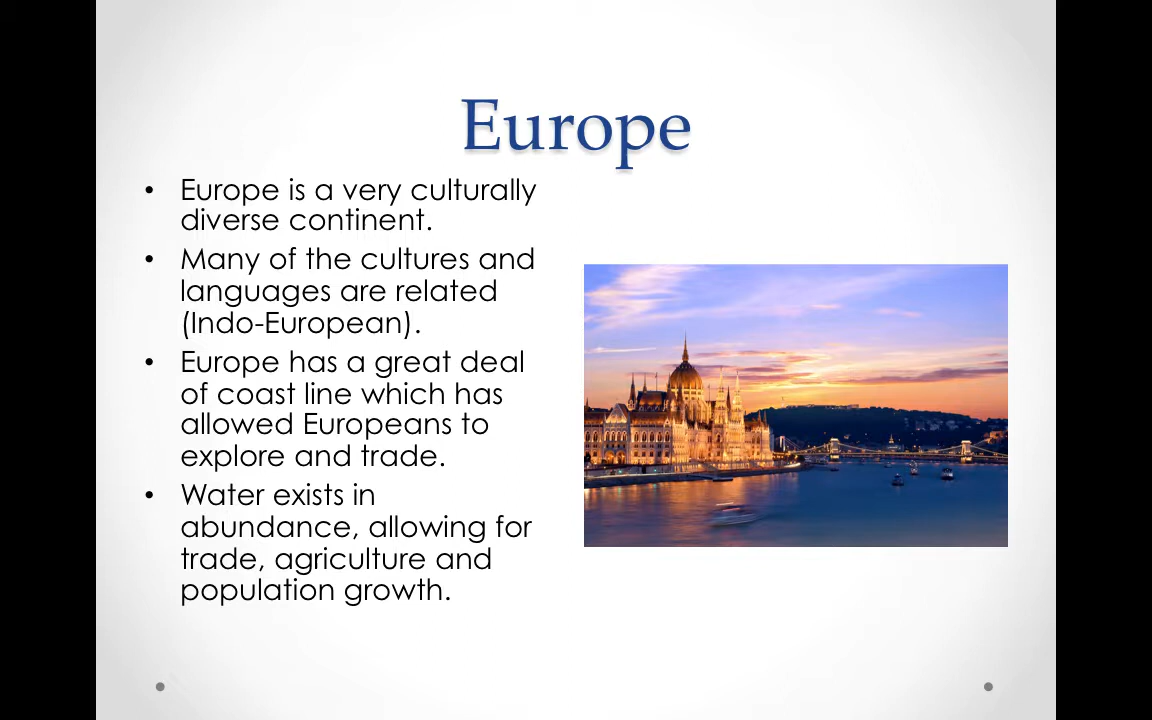 Europe
• Europe is a very culturally
diverse continent.
• Many of the cultures and
languages are related
(Indo-European).
• Europe has a great deal
of coast line which has
allowed Europeans to
explore and trade.
• Water exists in
abundance, allowing for
trade, agriculture and
population growth.